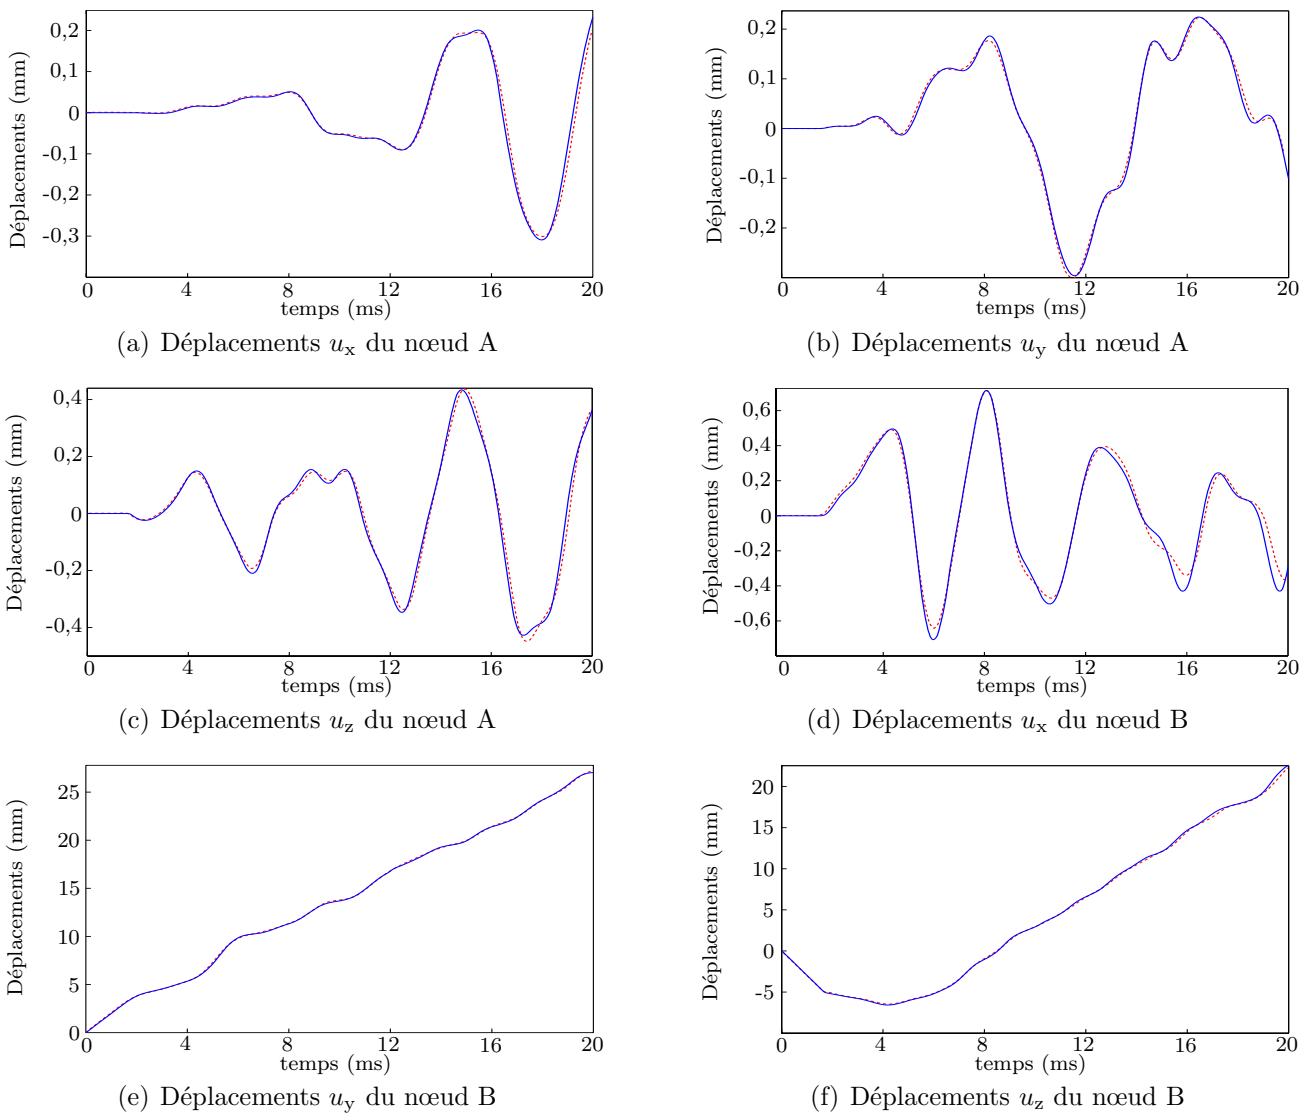 Déplacements (mm)
0,2
0,1
0
-0,1
-0,3
0 4 8 12 16 20
temps (ms)
(a) Déplacements ux du nœud A
Déplacements (mm)
0,2
0,1
0
-0,1
-0,2
0 4 8 12 16 20
temps (ms)
(b) Déplacements uy du nœud A
Déplacements (mm)
0,4
0,2
0
-0,2
-0,4
0 4 8 12 16 20
temps (ms)
(c) Déplacements uz du nœud A
Déplacements (mm)
0,6
0,4
0,2
0
-0,2
-0,4
-0,6
0 4 8 12 16 20
temps (ms)
(d) Déplacements ux du nœud B
Déplacements (mm)
25
20
15
10
5
0
0 4 8 12 16 20
temps (ms)
(e) Déplacements uy du nœud B
Déplacements (mm)
20
15
10
5
0
-5
0 4 8 12 16 20
temps (ms)
(f) Déplacements uz du nœud B